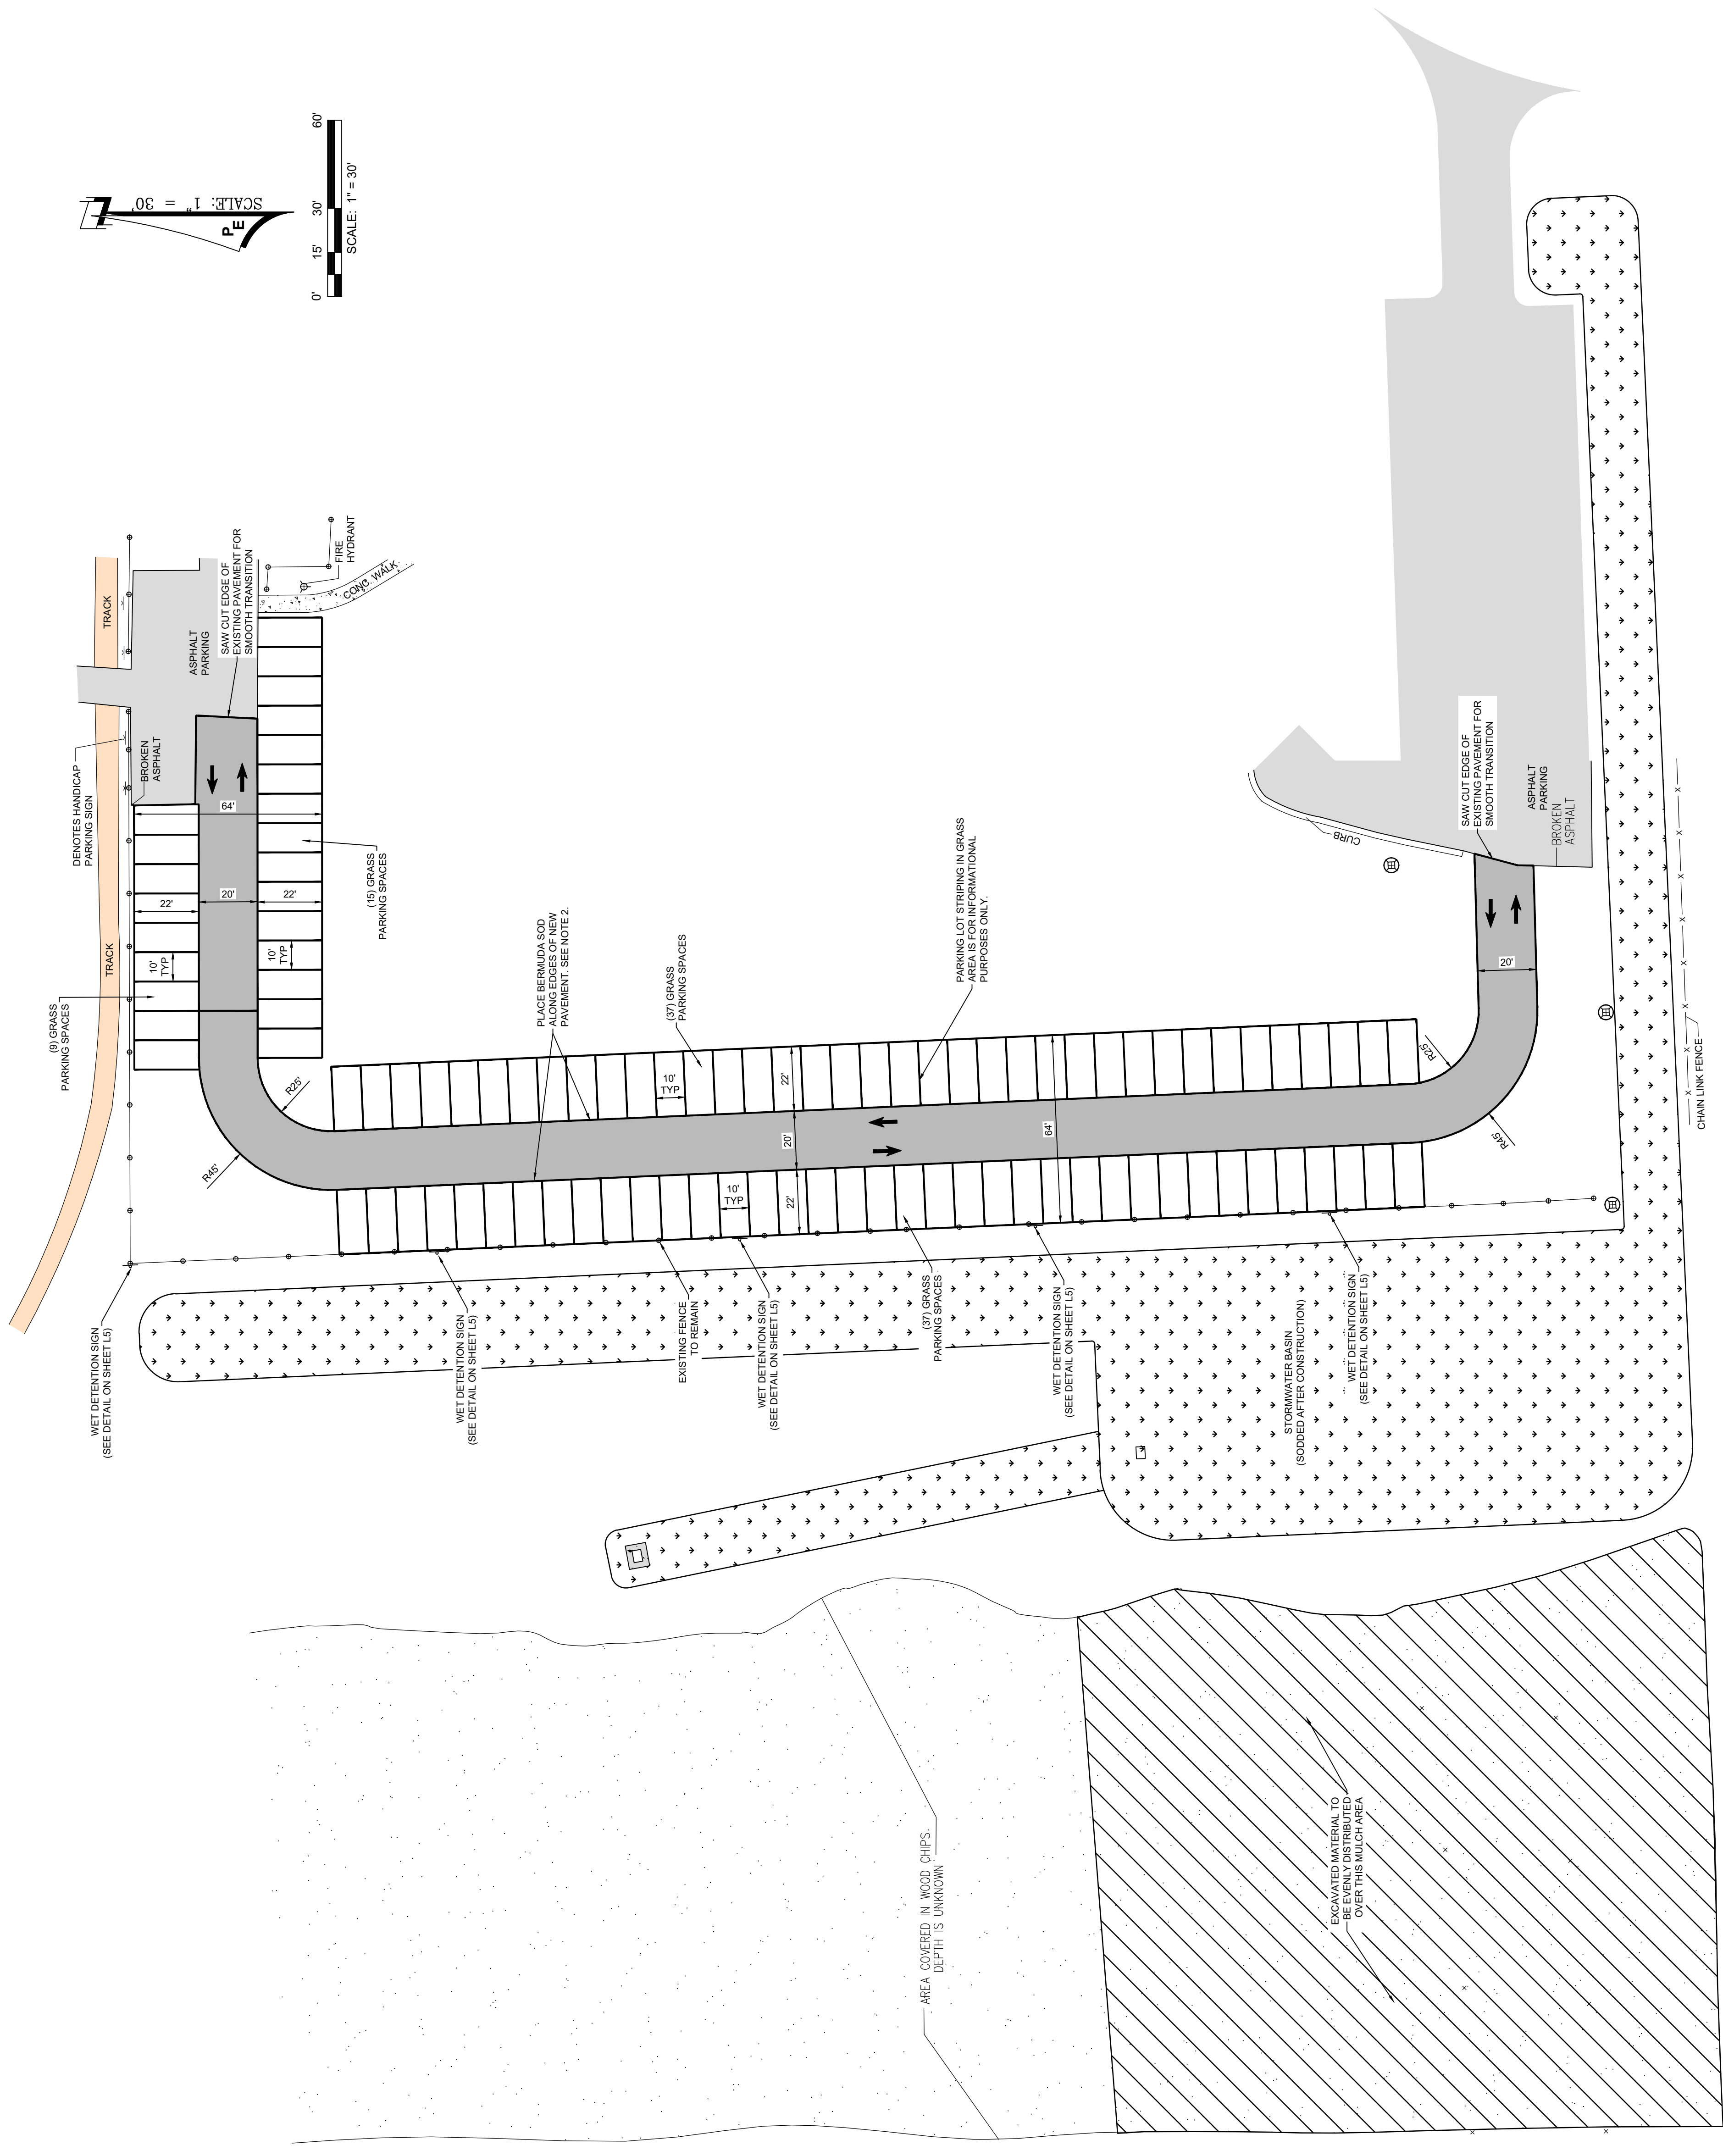 SCALE: 1" = 30'
P
E
0'
15'
30'
60'
SCALE: 1" = 30'
TRACK
ASPHALT
PARKING
SAW CUT EDGE OF
EXISTING PAVEMENT FOR
SMOOTH TRANSITION
FIRE
HYDRANT
CONC. WALK
DENOTES HANDICAP
PARKING SIGN
BROKEN
ASPHALT
64'
(15) GRASS
PARKING SPACES
22'
20'
22'
TRACK
10'
TYP
10'
TYP
(9) GRASS
PARKING SPACES
R25'
R45'
PLACE BERMUDA SOD
ALONG EDGES OF NEW
PAVEMENT. SEE NOTE 2.
(37) GRASS
PARKING SPACES
PARKING LOT STRIPING IN GRASS
AREA IS FOR INFORMATIONAL
PURPOSES ONLY.
10'
TYP
22'
20'
22'
64'
10'
TYP
CURB
SAW CUT EDGE OF
EXISTING PAVEMENT FOR
SMOOTH TRANSITION
ASPHALT
PARKING
BROKEN
ASPHALT
20'
R25'
R45'
X
X
X
X
X
X
X
X
CHAIN LINK FENCE
WET DETENTION SIGN
(SEE DETAIL ON SHEET L5)
WET DETENTION SIGN
(SEE DETAIL ON SHEET L5)
EXISTING FENCE
TO REMAIN
WET DETENTION SIGN
(SEE DETAIL ON SHEET L5)
(37) GRASS
PARKING SPACES
WET DETENTION SIGN
(SEE DETAIL ON SHEET L5)
STORMWATER BASIN
(SODDED AFTER CONSTRUCTION)
WET DETENTION SIGN
(SEE DETAIL ON SHEET L5)
AREA COVERED IN WOOD CHIPS.
DEPTH IS UNKNOWN
EXCAVATED MATERIAL TO
BE EVENLY DISTRIBUTED
OVER THIS MULCH AREA